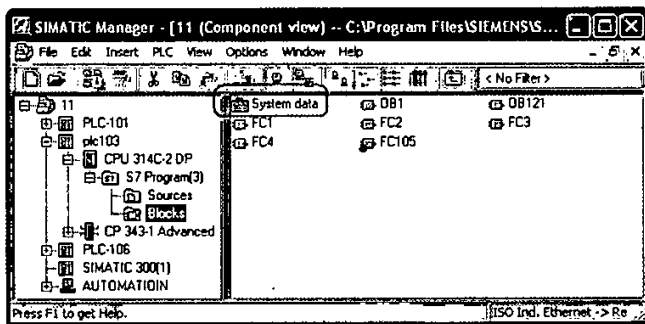 SIMATIC Manager - [11 (Component view) -- C:\Program Files\SIEMENS\S...
File Edit Insert PLC View Options Window Help
< No Filter >
11
PLC-101
plc103
CPU 314C-2 DP
S7 Program(3)
Sources
Blocks
CP 343-1 Advanced
PLC-106
SIMATIC 300(1)
AUTOMATIOIN
System data OB1 OB121
FC1 FC2 FC3
FC4 FC105
Press F1 to get Help. ISO Ind. Ethernet -> Re